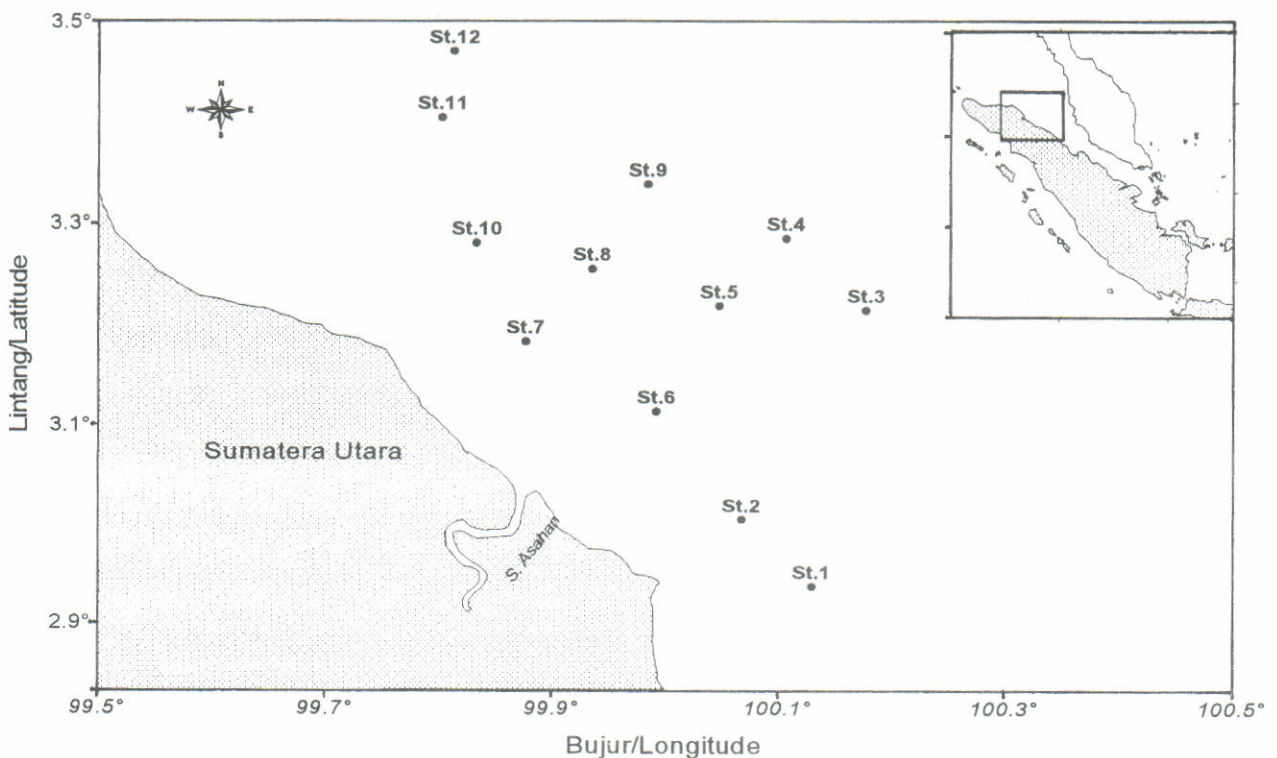 3.5°
St.12
N
W
E
S
St.11
St.9
3.3°
St.10
St.4
St.8
St.5
St.3
St.7
St.6
3.1°
Sumatera Utara
St.2
S. Asahan
St.1
2.9°
99.5°
99.7°
99.9°
100.1°
100.3°
100.5°
Lintang/Latitude
Bujur/Longitude